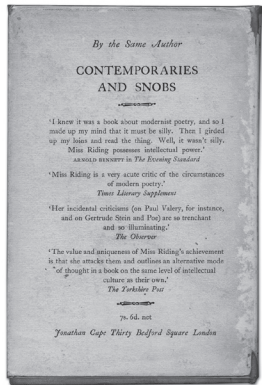 By the Same Author
CONTEMPORARIES
AND SNOBS
'I knew it was a book about modernist poetry, and so I
made up my mind that it must be silly. Then I girded
up my loins and read the thing. Well, it wasn't silly.
Miss Riding possesses intellectual power.'
ARNOLD BENNETT in The Evening Standard
'Miss Riding is a very acute critic of the circumstances
of modern poetry.'
Times Literary Supplement
'Her incidental criticisms (on Paul Valery, for instance,
and on Gertrude Stein and Poe) are so trenchant
and so illuminating.'
The Observer
'The value and uniqueness of Miss Riding's achievement
is that she attacks them and outlines an alternative mode
of thought in a book on the same level of intellectual
culture as their own.'
The Yorkshire Post
7s. 6d. net
Jonathan Cape Thirty Bedford Square London